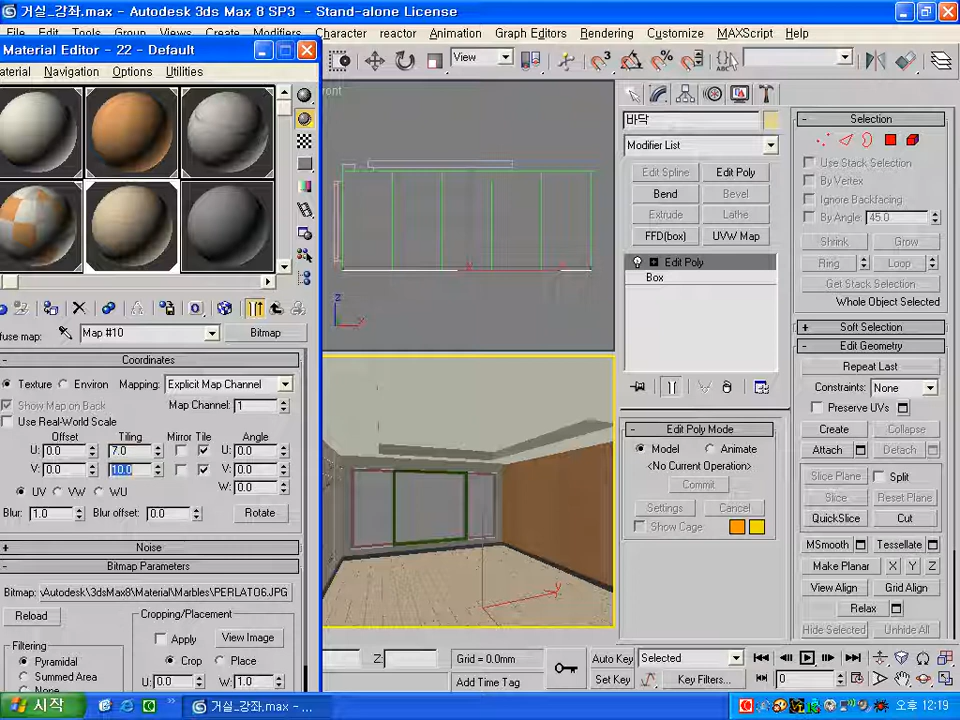 거실_강좌.max - Autodesk 3ds Max 8 SP3 - Stand-alone License
File Edit Tools Group Views Create Modifiers Character reactor Animation Graph Editors Rendering Customize MAXScript Help
Material Editor - 22 - Default
aterial Navigation Options Utilities
View
ront
바닥
Modifier List
Edit Spline Edit Poly
Bend Bevel
Extrude Lathe
FFD(box) UVW Map
Edit Poly
Box
Selection
Use Stack Selection
By Vertex
Ignore Backfacing
By Angle: 45.0
Shrink Grow
Ring Loop
Get Stack Selection
Whole Object Selected
Soft Selection
Edit Geometry
Repeat Last
Constraints: None
Preserve UVs
Create Collapse
Attach Detach
Slice Plane Split
Slice Reset Plane
QuickSlice Cut
MSmooth Tessellate
Make Planar X Y Z
View Align Grid Align
Relax
Hide Selected Unhide All
fuse map: Map #10 Bitmap
Coordinates
Texture Environ Mapping: Explicit Map Channel
Show Map on Back Map Channel: 1
Use Real-World Scale
Offset Tiling Mirror Tile Angle
U: 0.0 7.0 U: 0.0
V: 0.0 10.0 V: 0.0
UV VW WU W: 0.0
Blur: 1.0 Blur offset: 0.0 Rotate
Noise
Bitmap Parameters
Bitmap: \Autodesk\3dsMax8\Material\Marbles\PERLATO6.JPG
Reload
Cropping/Placement
Apply View Image
Crop Place
U: 0.0 W: 1.0
Filtering
Pyramidal
Summed Area
None
Edit Poly Mode
Model Animate
<No Current Operation>
Commit
Settings Cancel
Show Cage
z
x
y
Z: Grid = 0.0mm
Add Time Tag
Auto Key Selected
Set Key Key Filters...
0
시작 거실_강좌.max - ... 오후 12:19